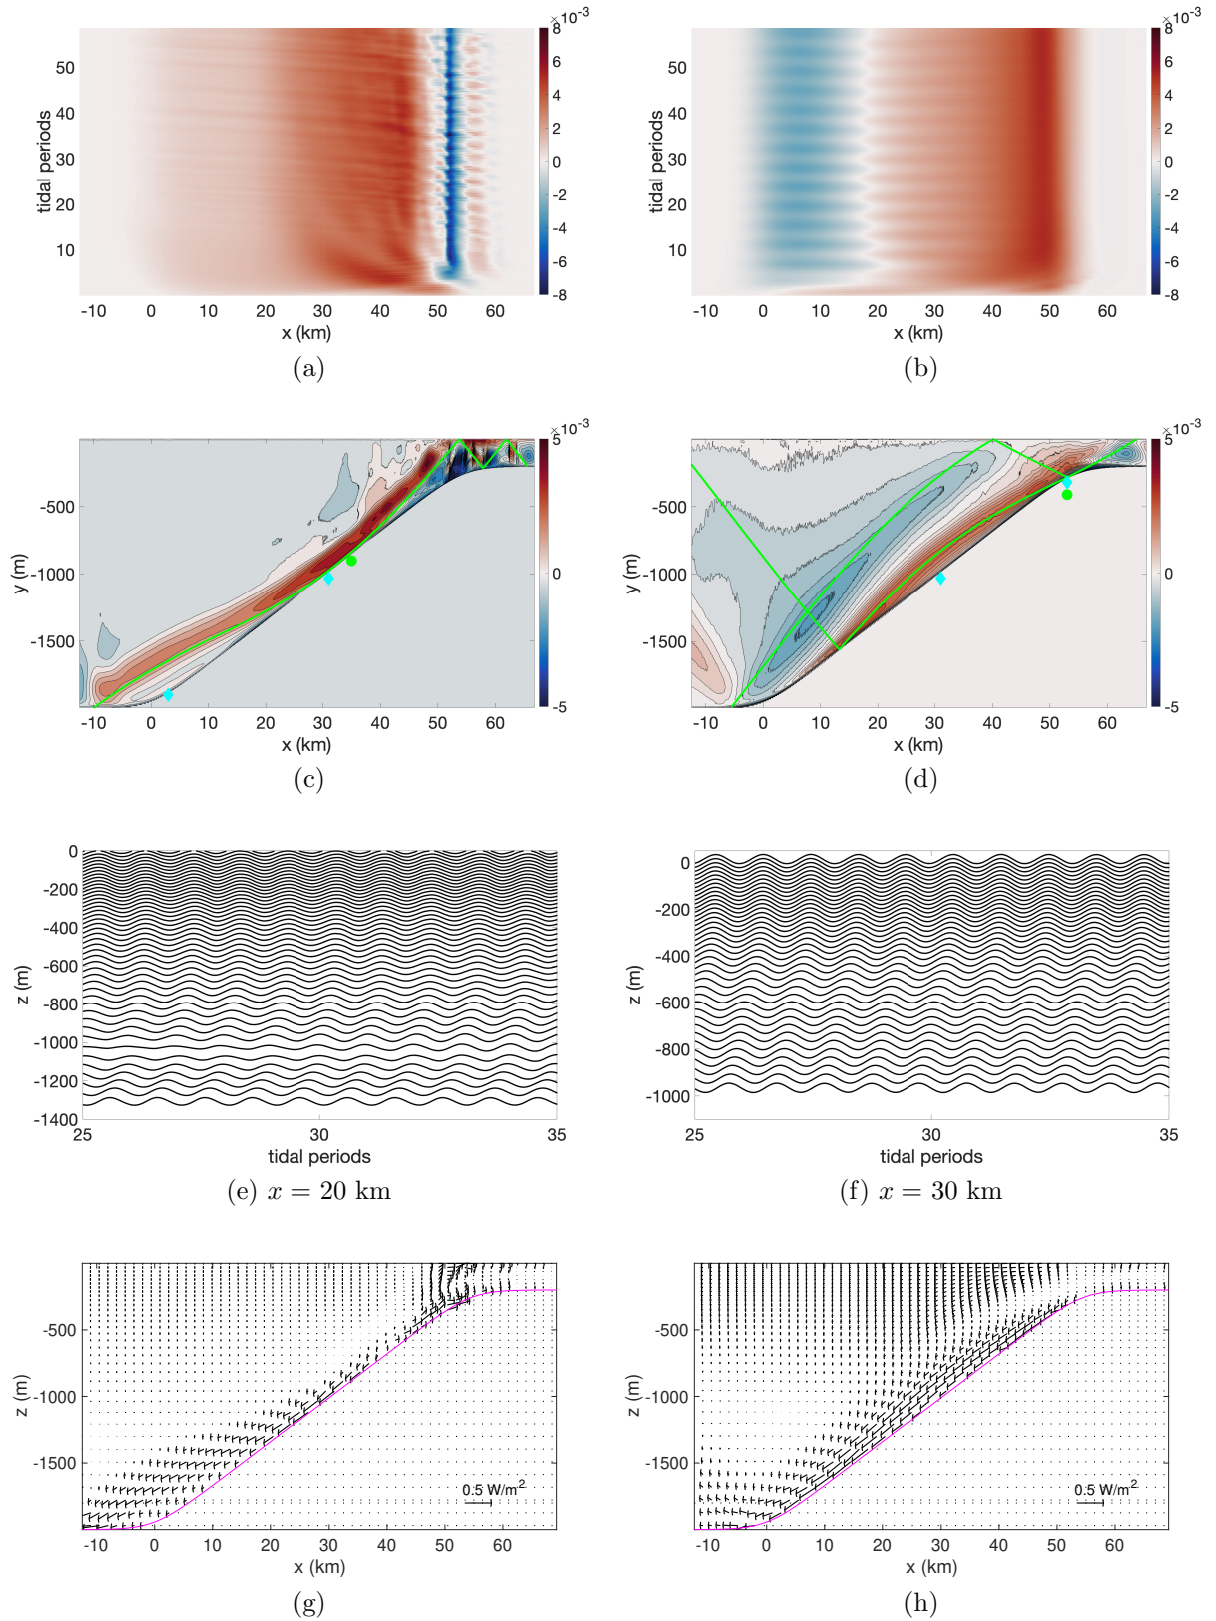 ×10⁻³ ×10⁻³
8 8
50 6 50 6
40 4 40 4
tidal periods 2 tidal periods 2
30 0 30 0
20 -2 20 -2
-4 -4
10 -6 10 -6
-8 -8
-10 0 10 20 30 40 50 60 -10 0 10 20 30 40 50 60
x (km) x (km)
(a) (b)
×10⁻³ ×10⁻³
5 5
-500 -500
y (m) -1000 0 y (m) -1000 0
-1500 -1500
-5 -5
-10 0 10 20 30 40 50 60 -10 0 10 20 30 40 50 60
x (km) x (km)
(c) (d)
0 0
-200 -200
-400 -400
z (m) -600 z (m)
-800 -600
-1000 -800
-1200
-1400 -1000
25 30 35 25 30 35
tidal periods tidal periods
(e) x = 20 km (f) x = 30 km
-500 -500
z (m) -1000 z (m) -1000
-1500 0.5 W/m² -1500 0.5 W/m²
-10 0 10 20 30 40 50 60 -10 0 10 20 30 40 50 60
x (km) x (km)
(g) (h)